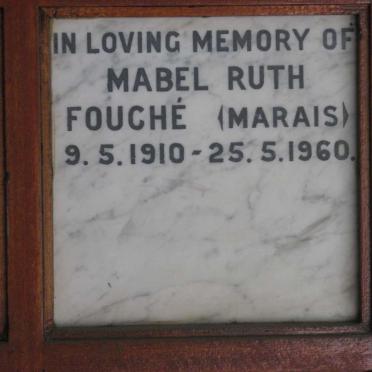 IN LOVING MEMORY OF
MABEL RUTH
FOUCHÉ (MARAIS)
9.5.1910-25.5.1960.